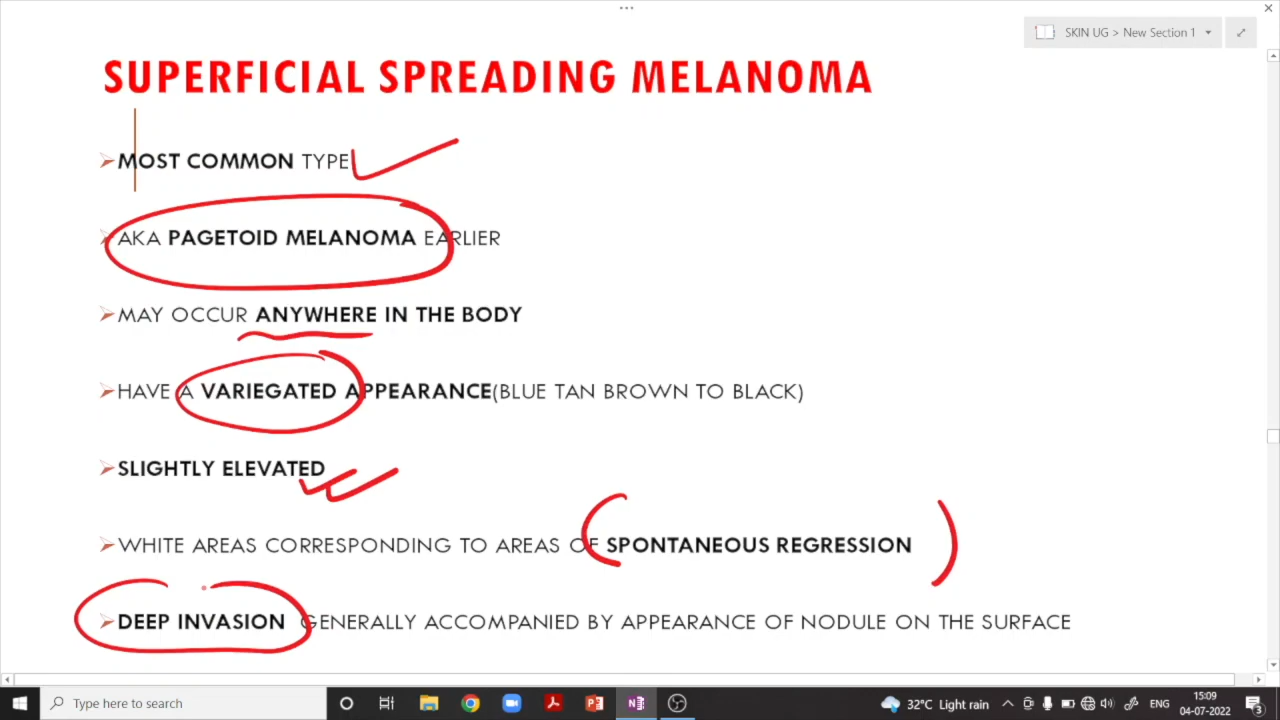 SKIN UG > New Section 1
SUPERFICIAL SPREADING MELANOMA
MOST COMMON TYPE
AKA PAGETOID MELANOMA EARLIER
MAY OCCUR ANYWHERE IN THE BODY
HAVE A VARIEGATED APPEARANCE(BLUE TAN BROWN TO BLACK)
SLIGHTLY ELEVATED
WHITE AREAS CORRESPONDING TO AREAS OF SPONTANEOUS REGRESSION
DEEP INVASION GENERALLY ACCOMPANIED BY APPEARANCE OF NODULE ON THE SURFACE
Type here to search
32°C Light rain
ENG
15:09
04-07-2022
3